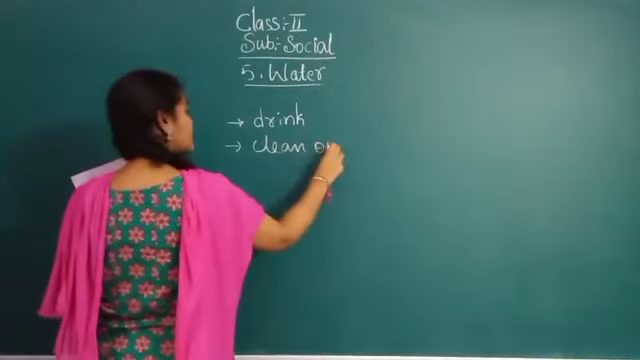 Class:- II
Sub:- Social
5. Water
→ drink
→ clean